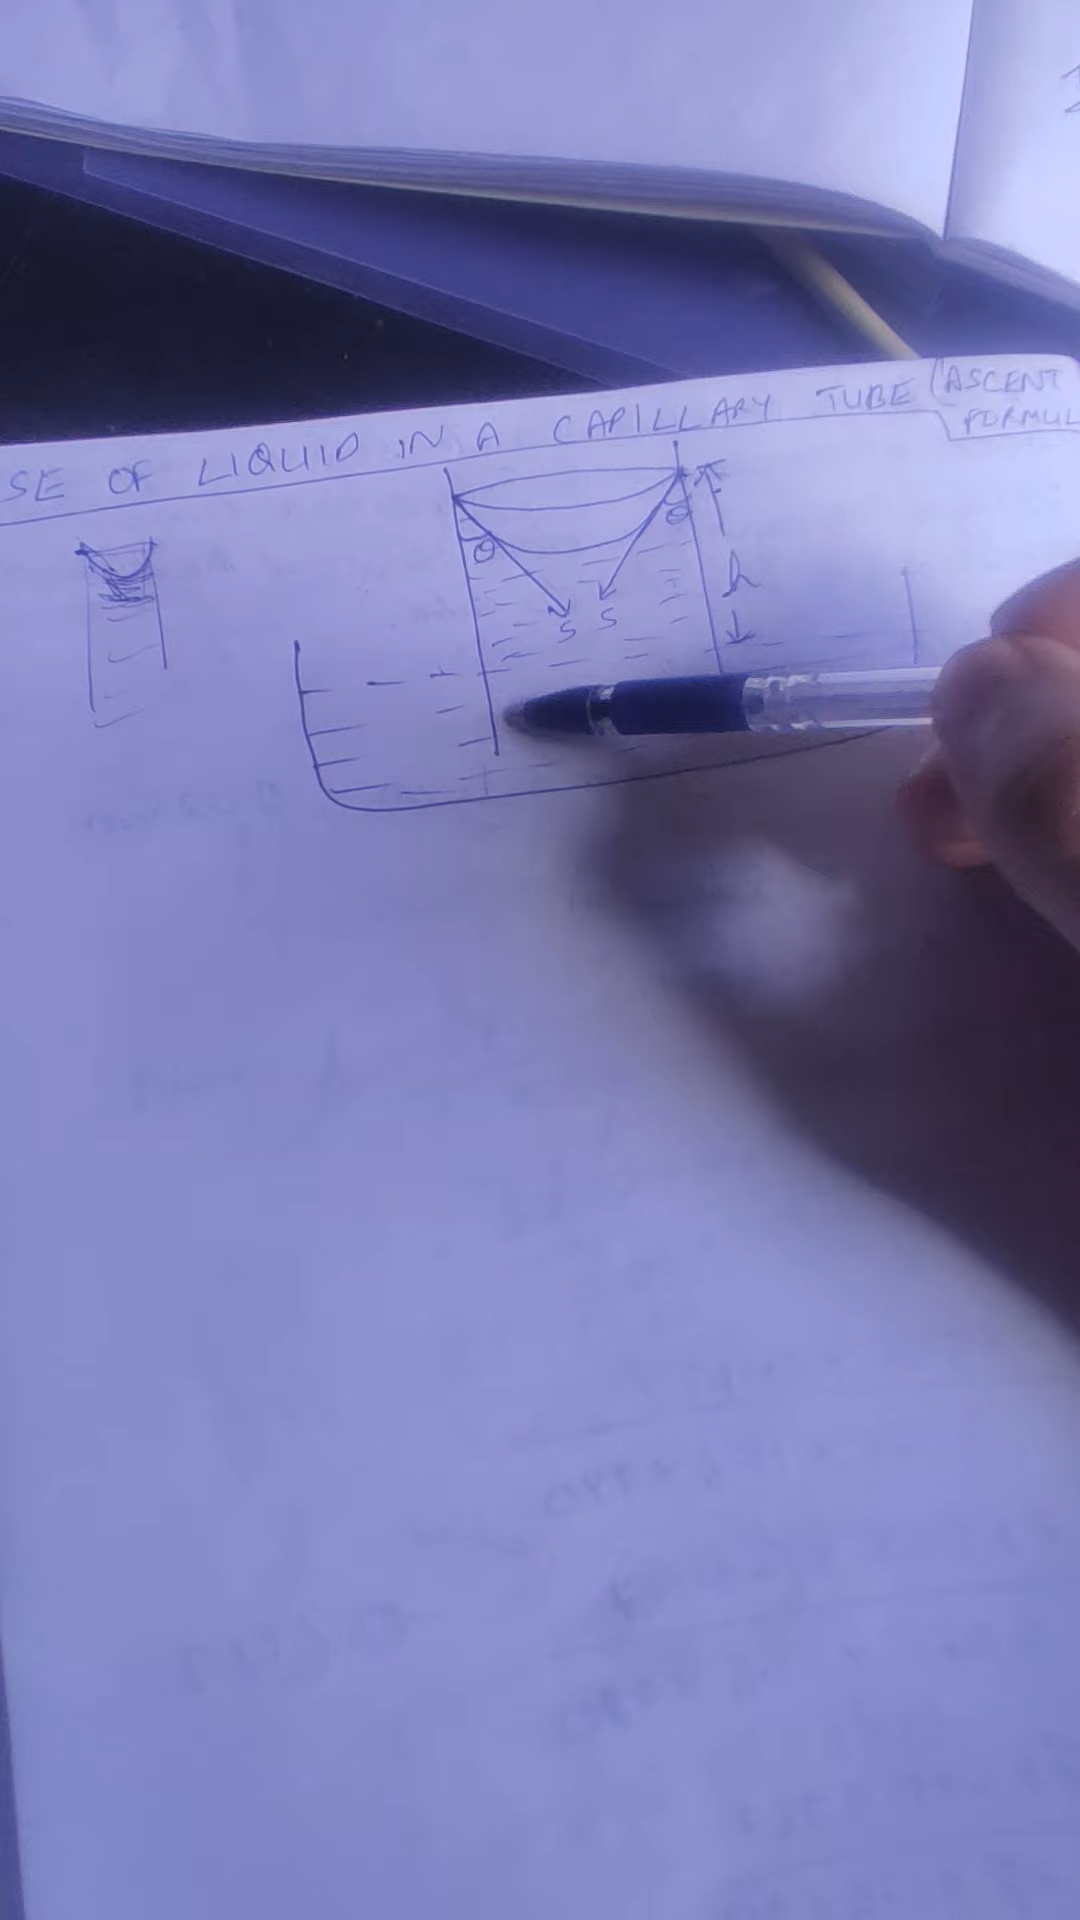 SE OF LIQUID IN A CAPILLARY TUBE (ASCENT
FORMUL
θ θ
h
S S